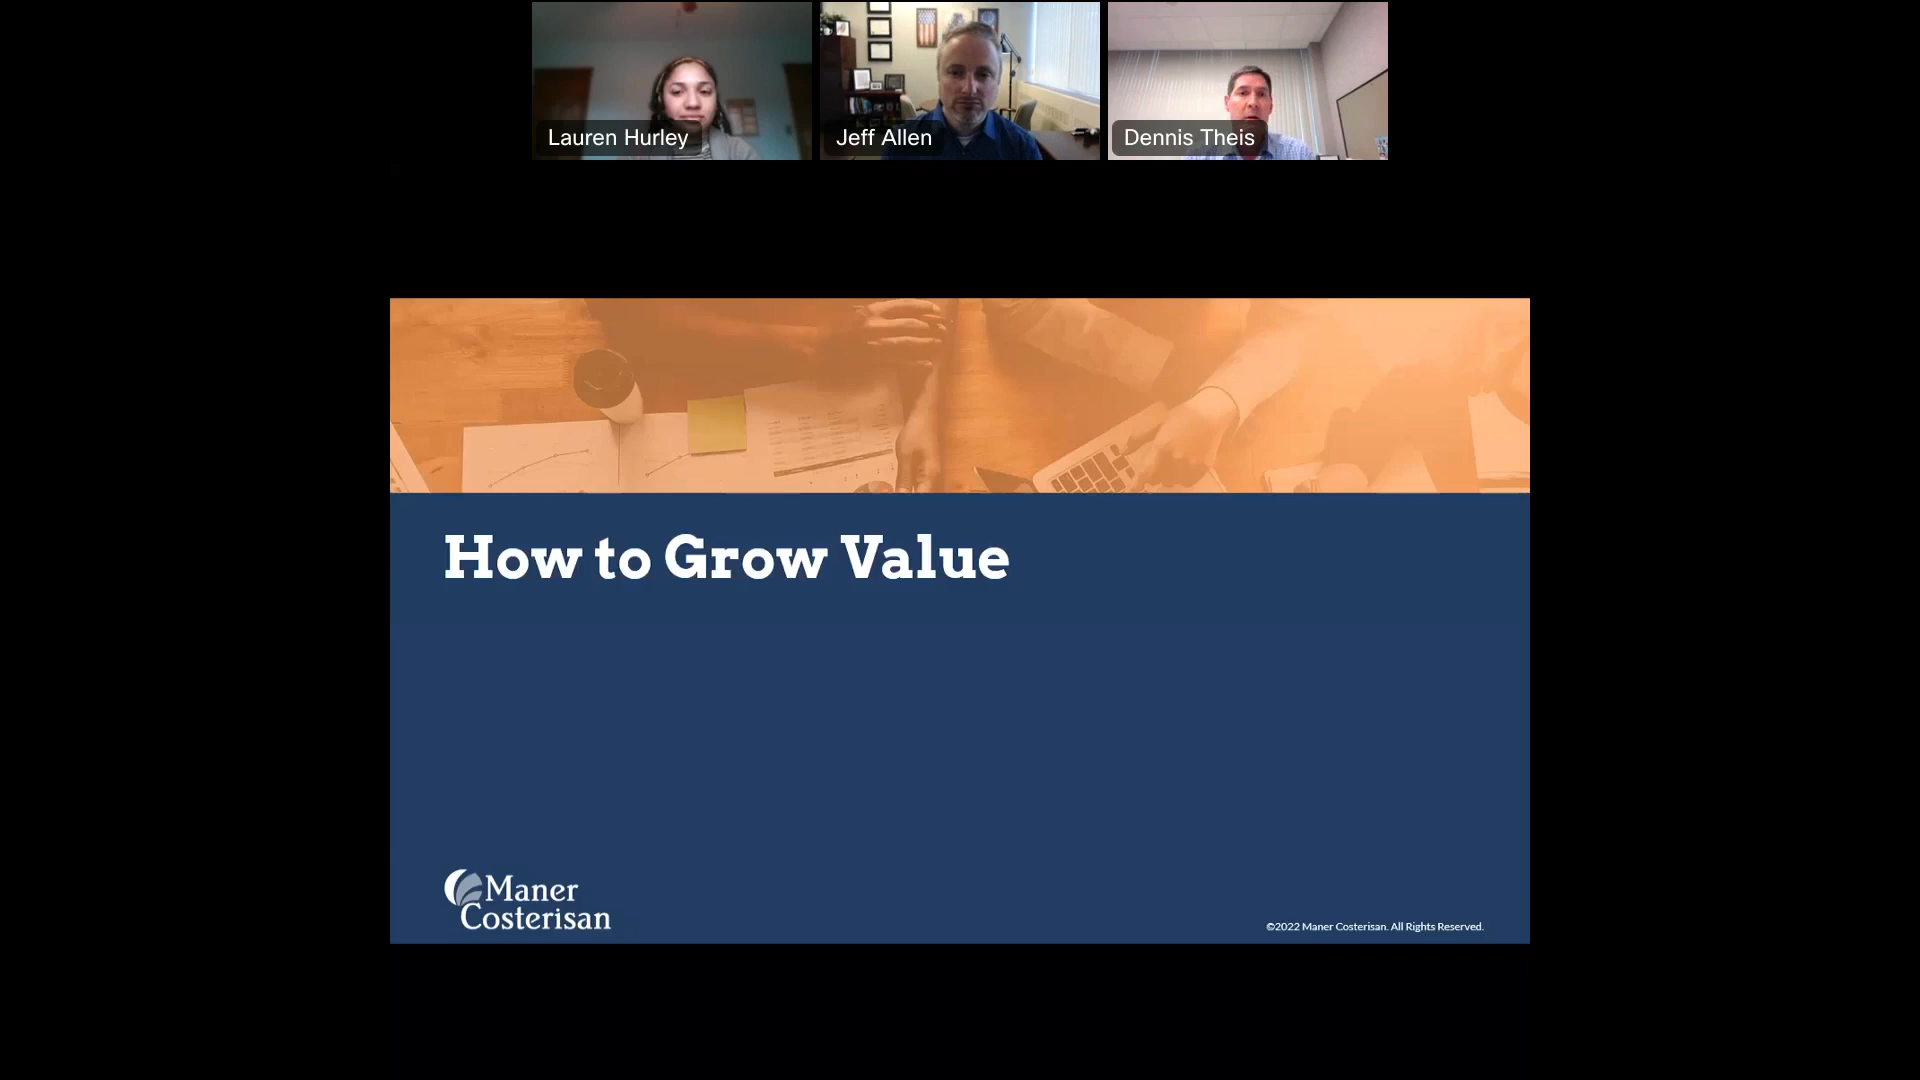 Lauren Hurley
Jeff Allen
Dennis Theis
How to Grow Value
Maner
Costerisan
©2022 Maner Costerisan. All Rights Reserved.